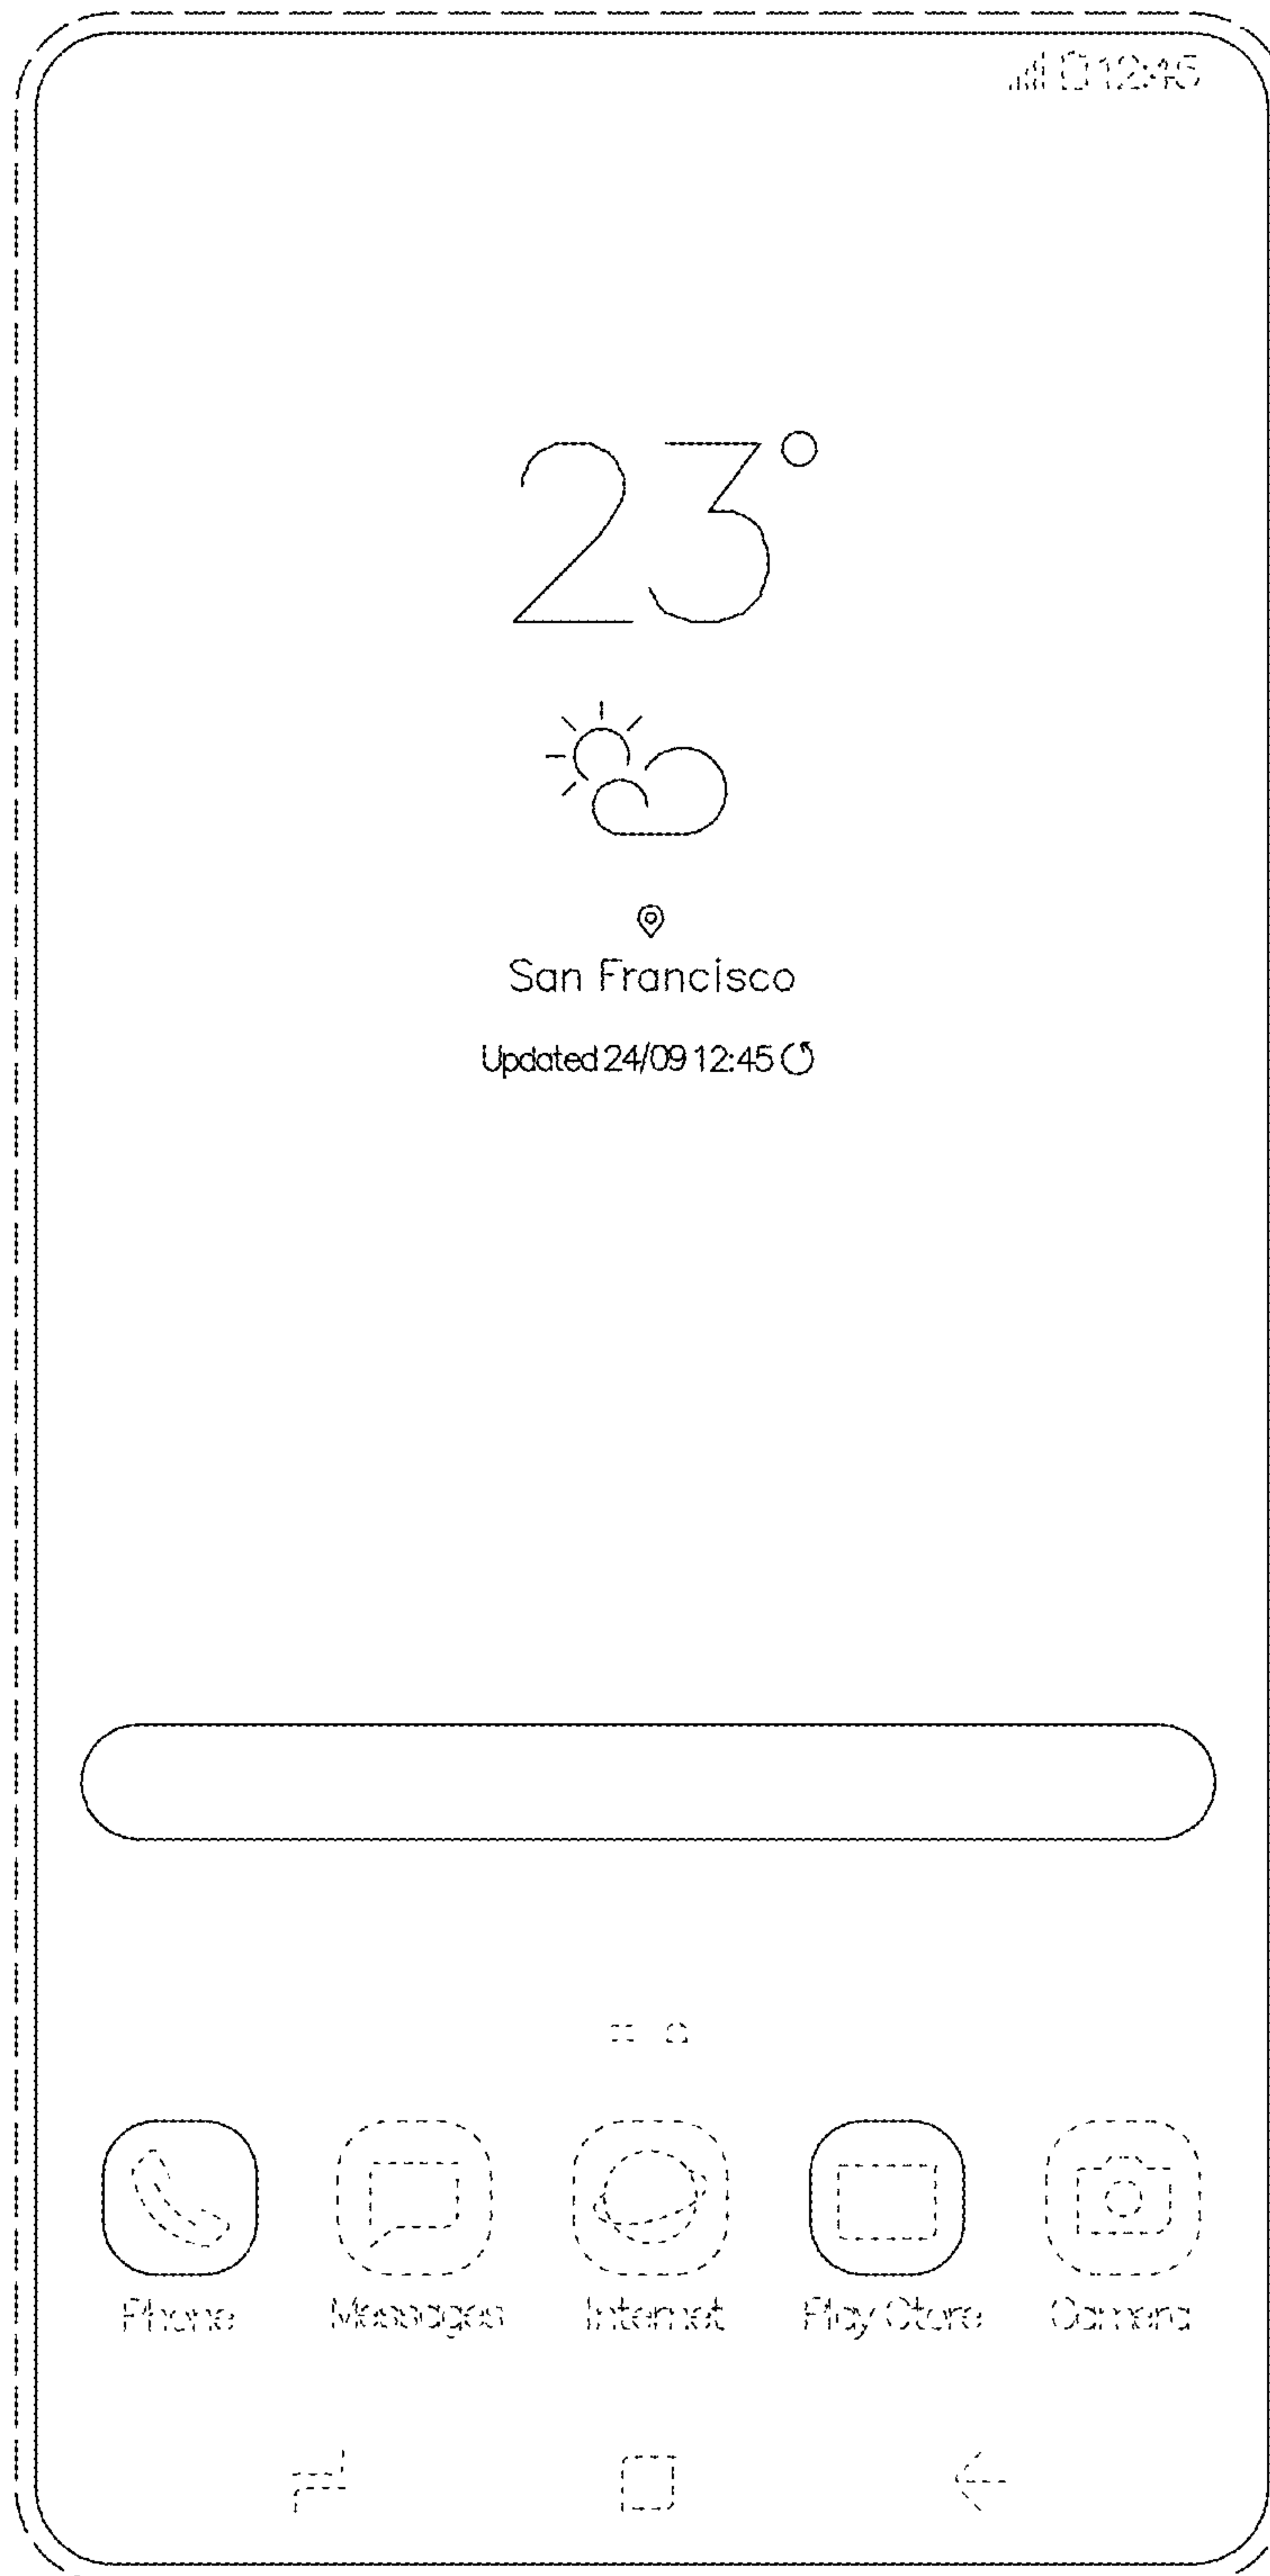 12:45
23°
San Francisco
Updated 24/09 12:45
Phone Messages Internet Play Store Camera